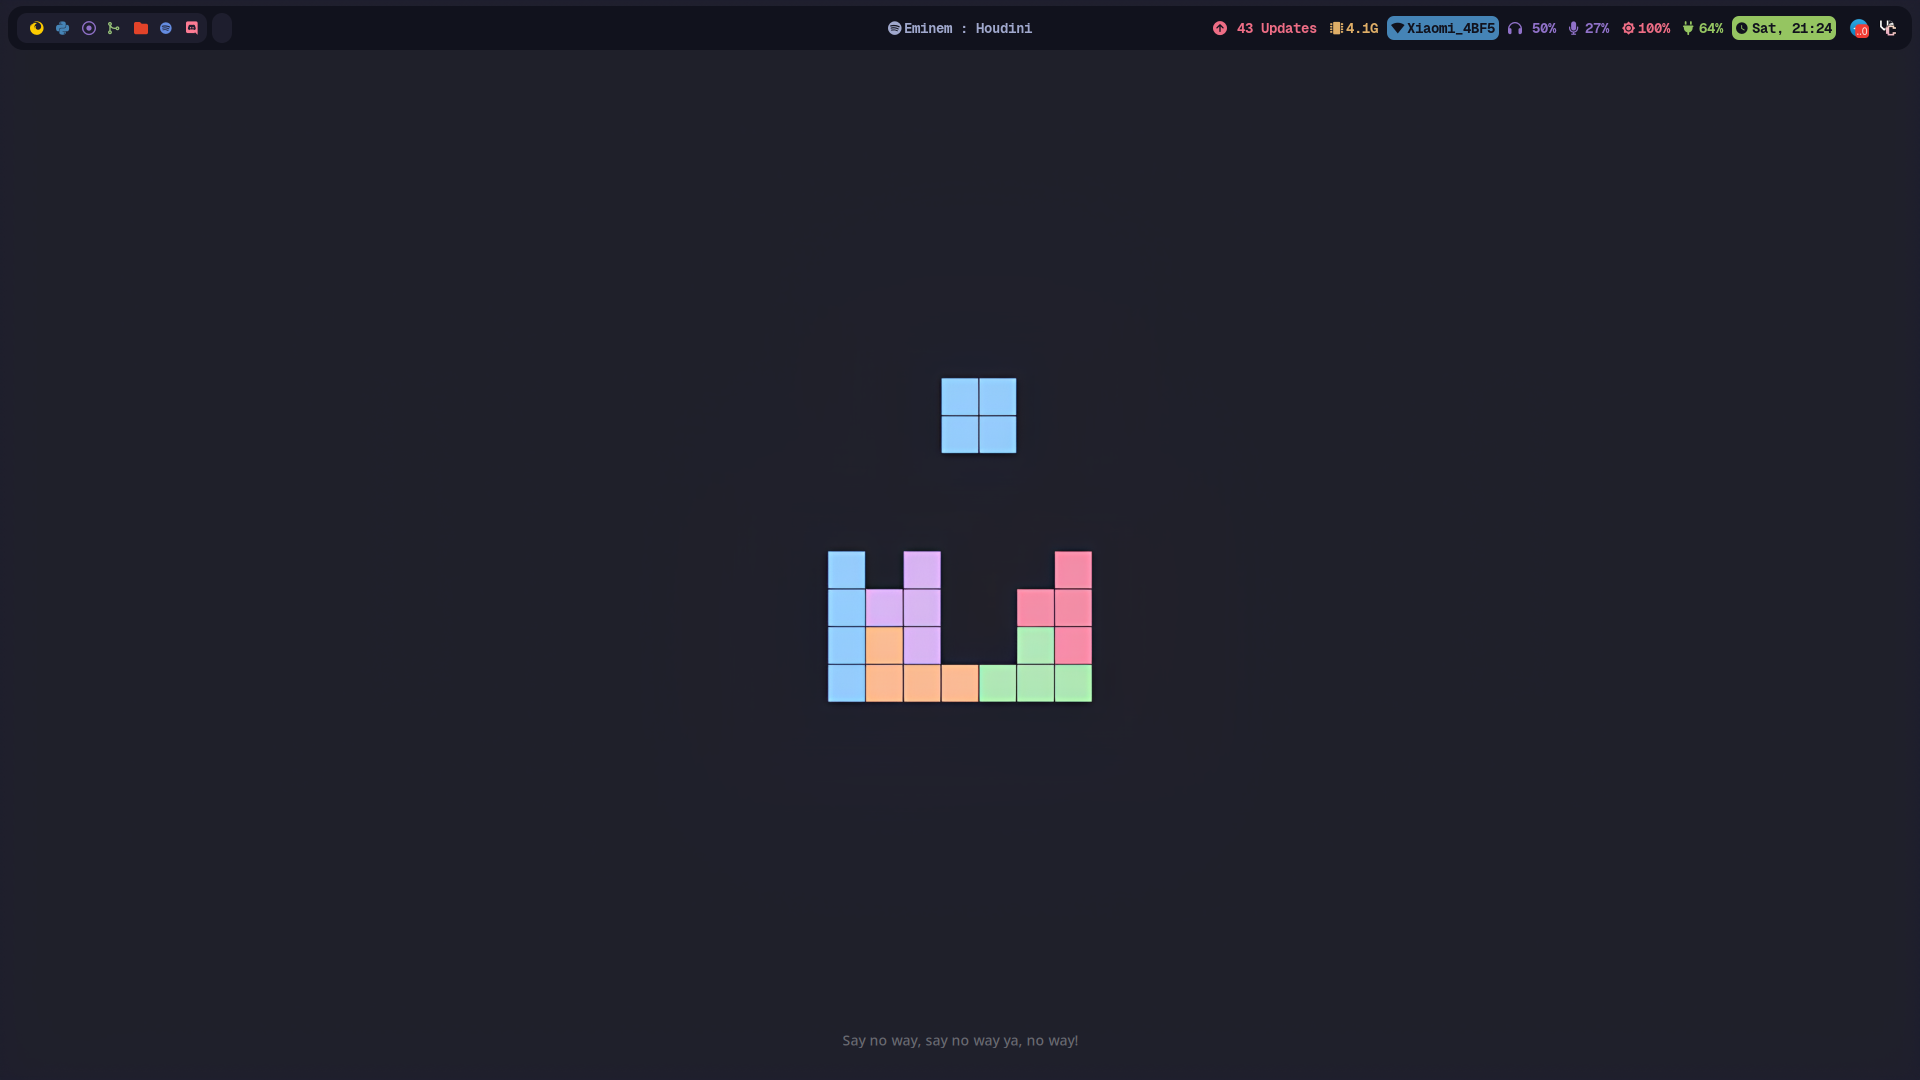 Eminem : Houdini
43 Updates
4.1G
Xiaomi_4BF5
50%
27%
100%
64%
Sat, 21:24
Say no way, say no way ya, no way!